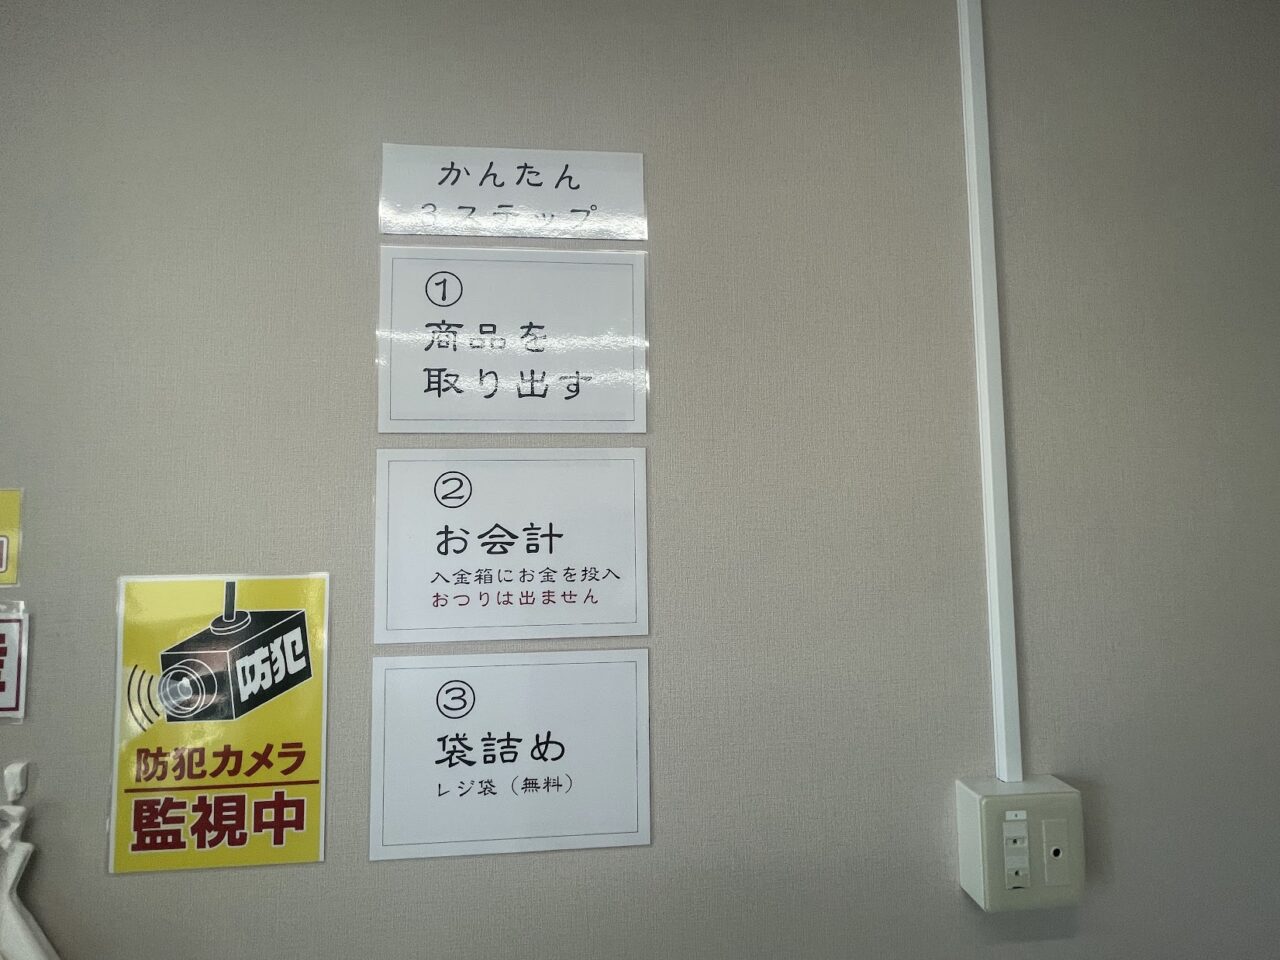 かんたん
3ステップ
①
商品を
取り出す
②
お会計
入金箱にお金を投入
おつりは出ません
③
袋詰め
レジ袋（無料）
防犯
防犯カメラ
監視中